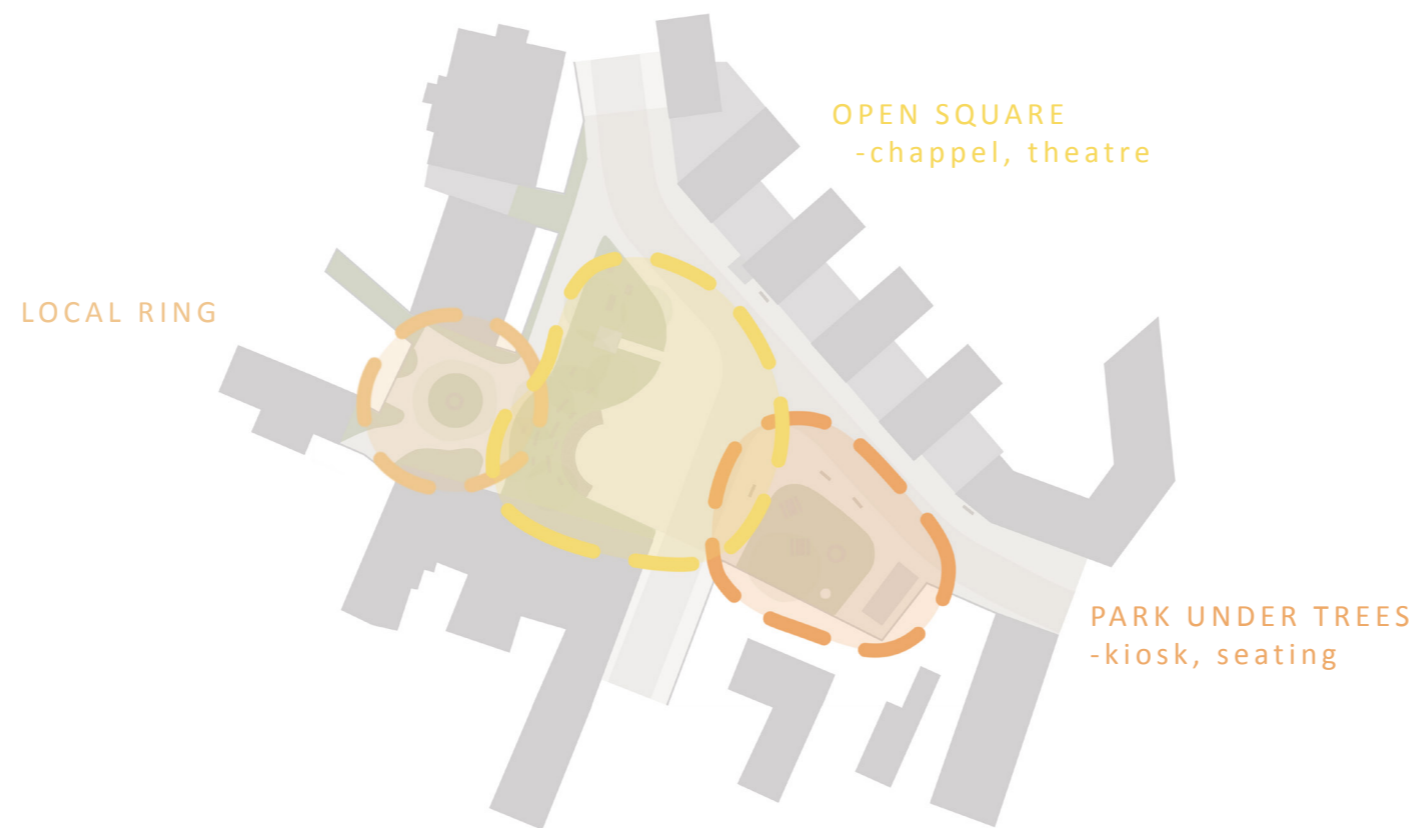 OPEN SQUARE
-chappel, theatre
LOCAL RING
PARK UNDER TREES
-kiosk, seating